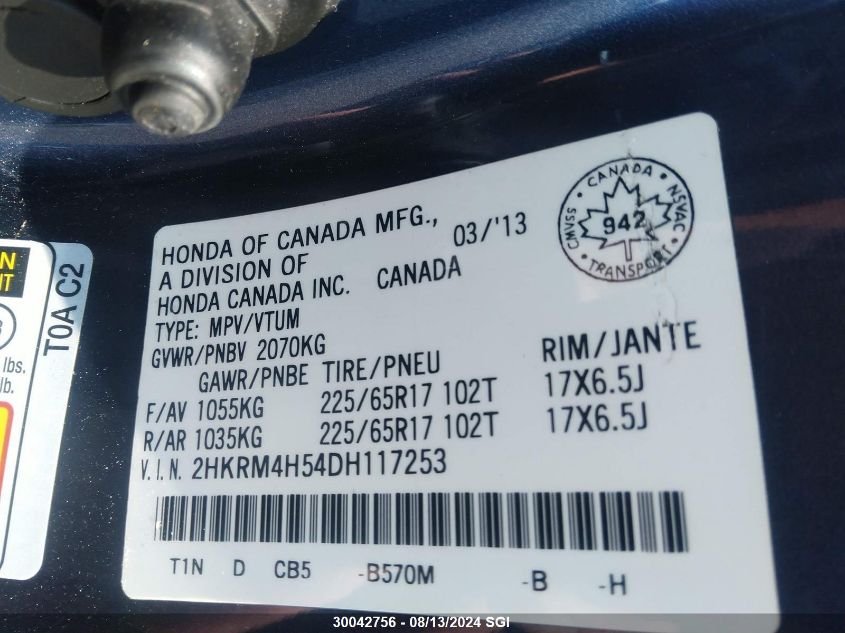 HONDA OF CANADA MFG., 03/'13
A DIVISION OF
HONDA CANADA INC. CANADA
TYPE: MPV/VTUM
GVWR/PNBV 2070KG
GAWR/PNBE TIRE/PNEU RIM/JANTE
F/AV 1055KG 225/65R17 102T 17X6.5J
R/AR 1035KG 225/65R17 102T 17X6.5J
V.I.N. 2HKRM4H54DH117253
T1N D CB5 -B570M -B -H
CANADA
CMVSS 942 NSVAC
TRANSPORT
T0A C2
lbs.
lb.
30042756 - 08/13/2024 SGI